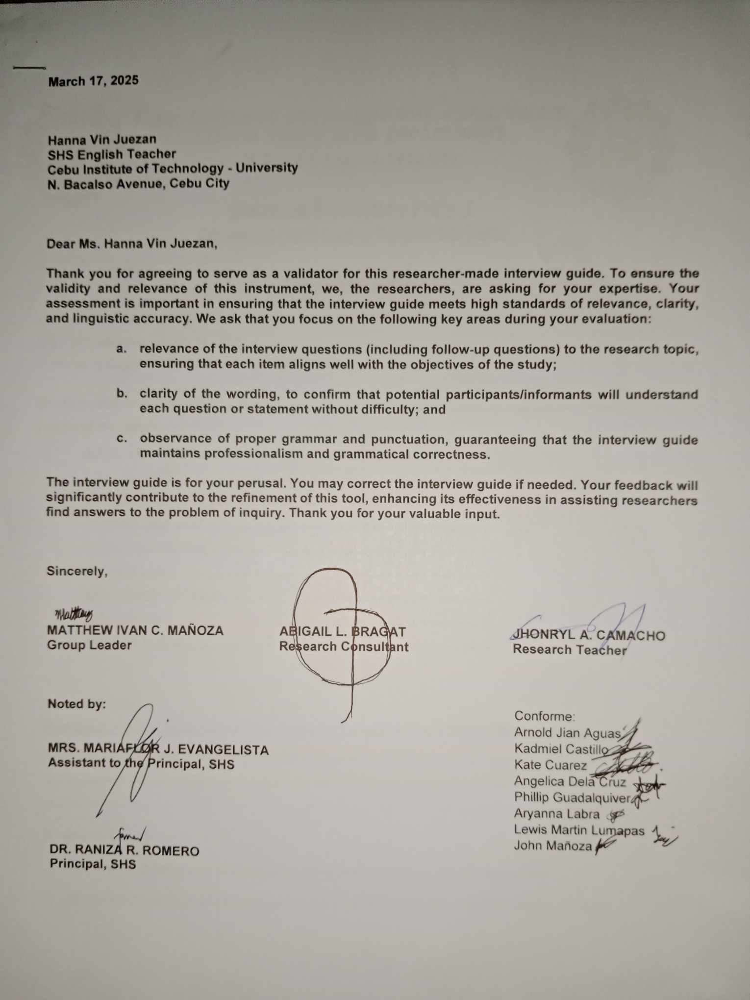 March 17, 2025
Hanna Vin Juezan
SHS English Teacher
Cebu Institute of Technology - University
N. Bacalso Avenue, Cebu City
Dear Ms. Hanna Vin Juezan,
Thank you for agreeing to serve as a validator for this researcher-made interview guide. To ensure the
validity and relevance of this instrument, we, the researchers, are asking for your expertise. Your
assessment is important in ensuring that the interview guide meets high standards of relevance, clarity,
and linguistic accuracy. We ask that you focus on the following key areas during your evaluation:
a. relevance of the interview questions (including follow-up questions) to the research topic,
ensuring that each item aligns well with the objectives of the study;
b. clarity of the wording, to confirm that potential participants/informants will understand
each question or statement without difficulty; and
c. observance of proper grammar and punctuation, guaranteeing that the interview guide
maintains professionalism and grammatical correctness.
The interview guide is for your perusal. You may correct the interview guide if needed. Your feedback will
significantly contribute to the refinement of this tool, enhancing its effectiveness in assisting researchers
find answers to the problem of inquiry. Thank you for your valuable input.
Sincerely,
MATTHEW IVAN C. MAÑOZA
Group Leader
ABIGAIL L. BRAGAT
Research Consultant
JHONRYL A. CAMACHO
Research Teacher
Noted by:
MRS. MARIAFLOR J. EVANGELISTA
Assistant to the Principal, SHS
DR. RANIZA R. ROMERO
Principal, SHS
Conforme:
Arnold Jian Aguas
Kadmiel Castillo
Kate Cuarez
Angelica Dela Cruz
Phillip Guadalquiver
Aryanna Labra
Lewis Martin Lumapas
John Mañoza